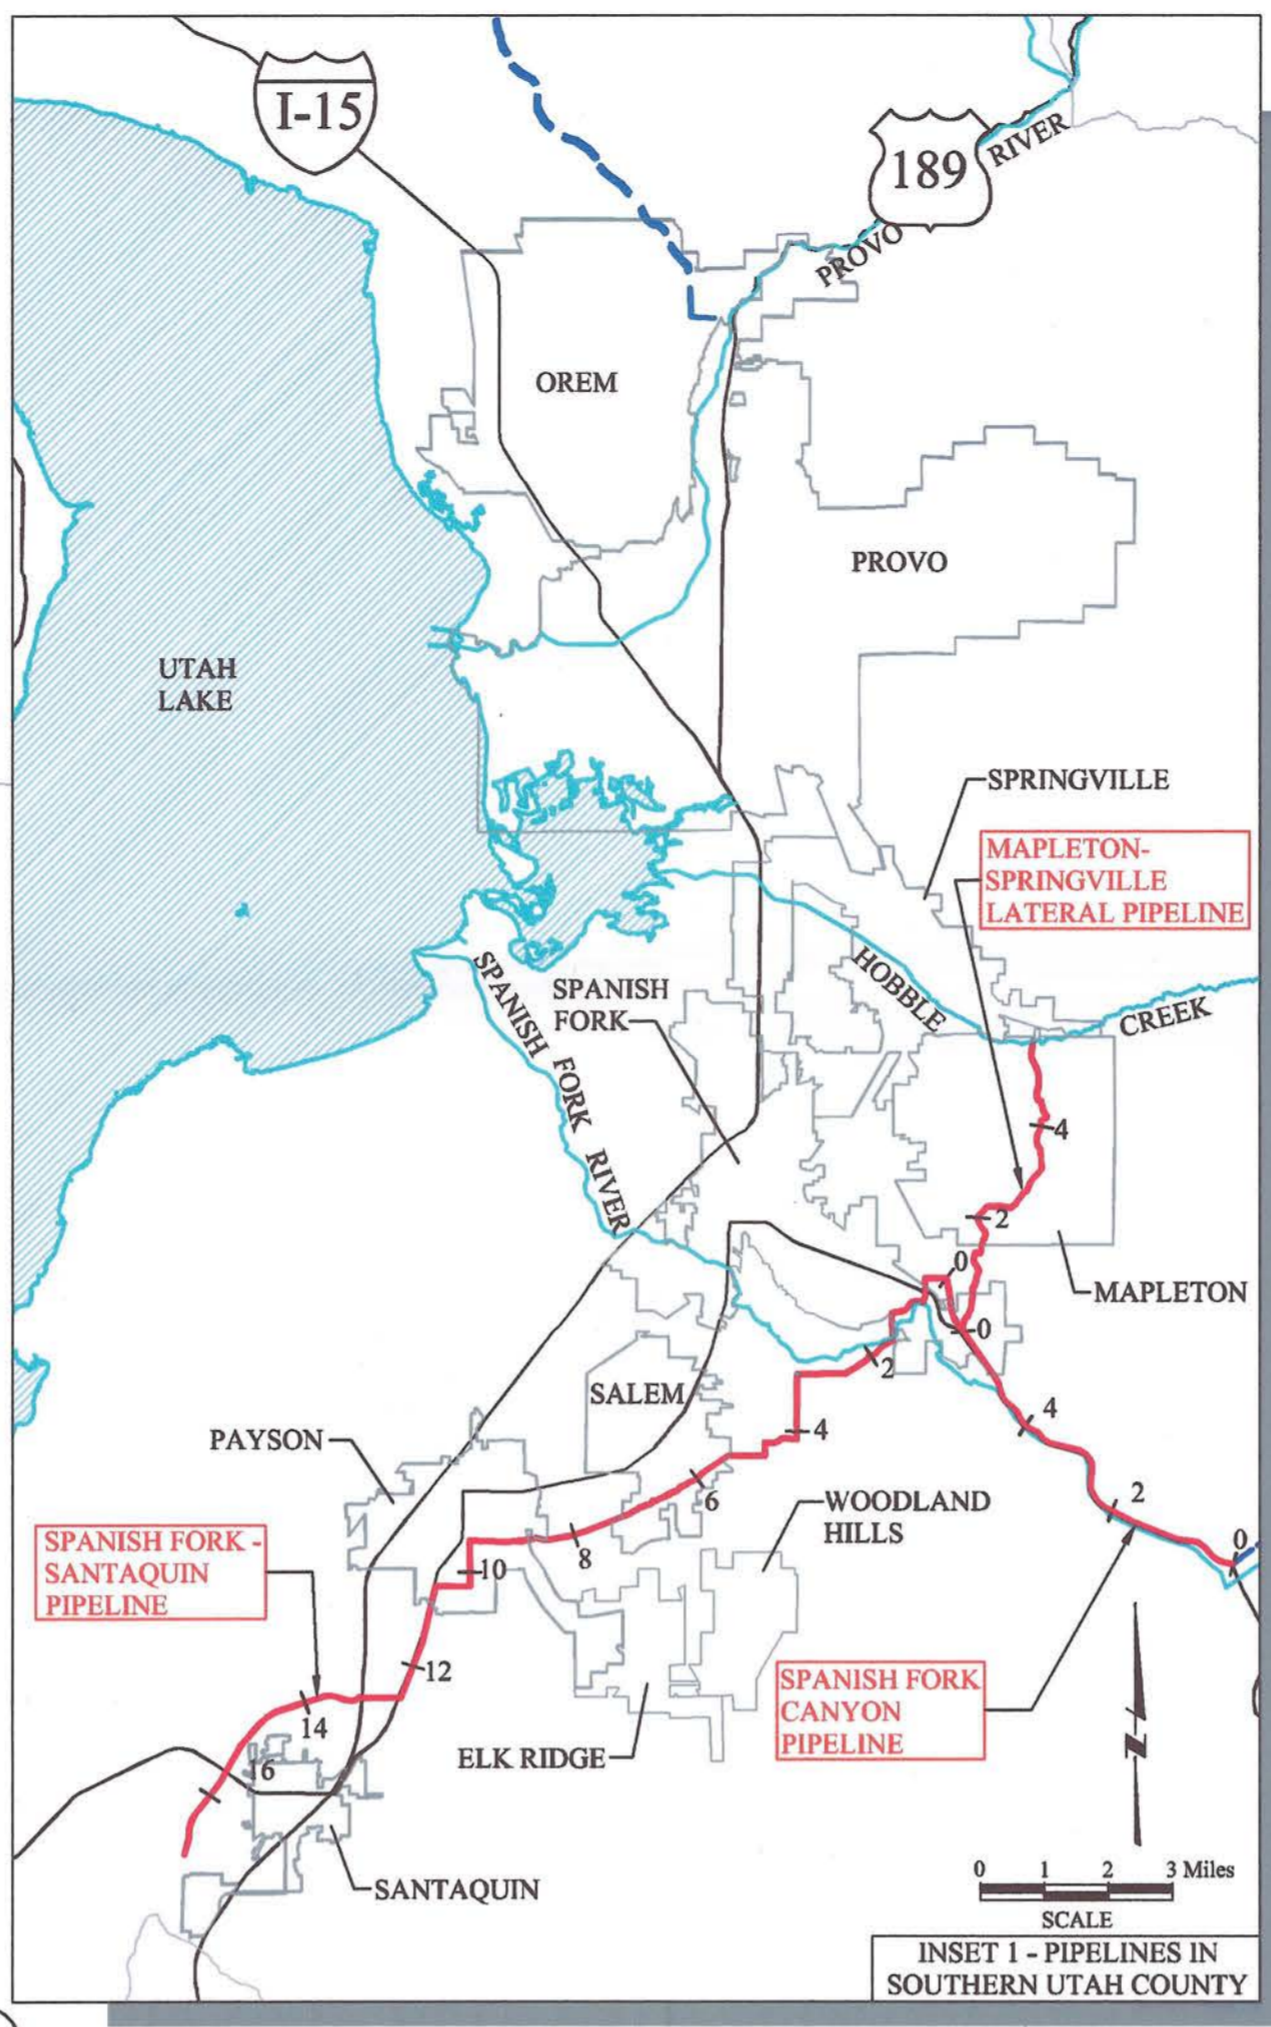 I-15
189
PROVO RIVER
OREM
PROVO
UTAH
LAKE
SPRINGVILLE
MAPLETON-
SPRINGVILLE
LATERAL PIPELINE
HOBBLE CREEK
SPANISH
FORK
SPANISH FORK RIVER
4
2
0
0
MAPLETON
2
4
SALEM
4
PAYSON
6
2
WOODLAND
HILLS
0
8
10
SPANISH FORK -
SANTAQUIN
PIPELINE
12
SPANISH FORK
CANYON
PIPELINE
14
N
ELK RIDGE
16
SANTAQUIN
0 1 2 3 Miles
SCALE
INSET 1 - PIPELINES IN
SOUTHERN UTAH COUNTY